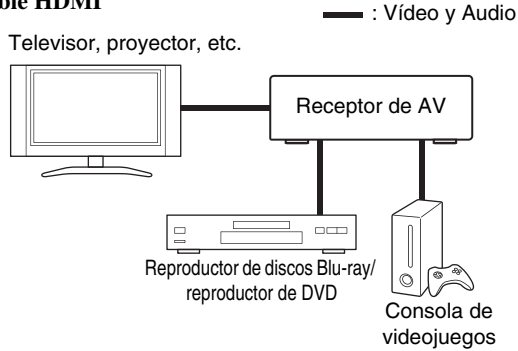 ble HDMI
: Vídeo y Audio
Televisor, proyector, etc.
Receptor de AV
Reproductor de discos Blu-ray/
reproductor de DVD
Consola de
videojuegos